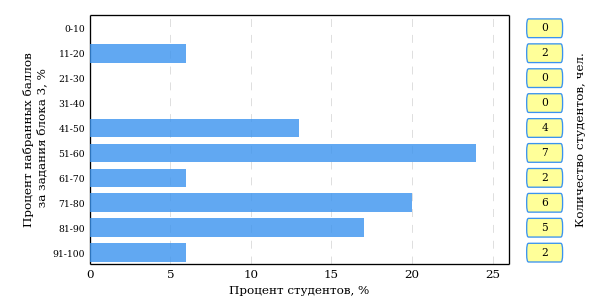 Процент набранных баллов
за задания блока 3, %
0-10 0
11-20 2
21-30 0
31-40 0
41-50 4
51-60 7
61-70 2
71-80 6
81-90 5
91-100 2
Количество студентов, чел.
0 5 10 15 20 25
Процент студентов, %